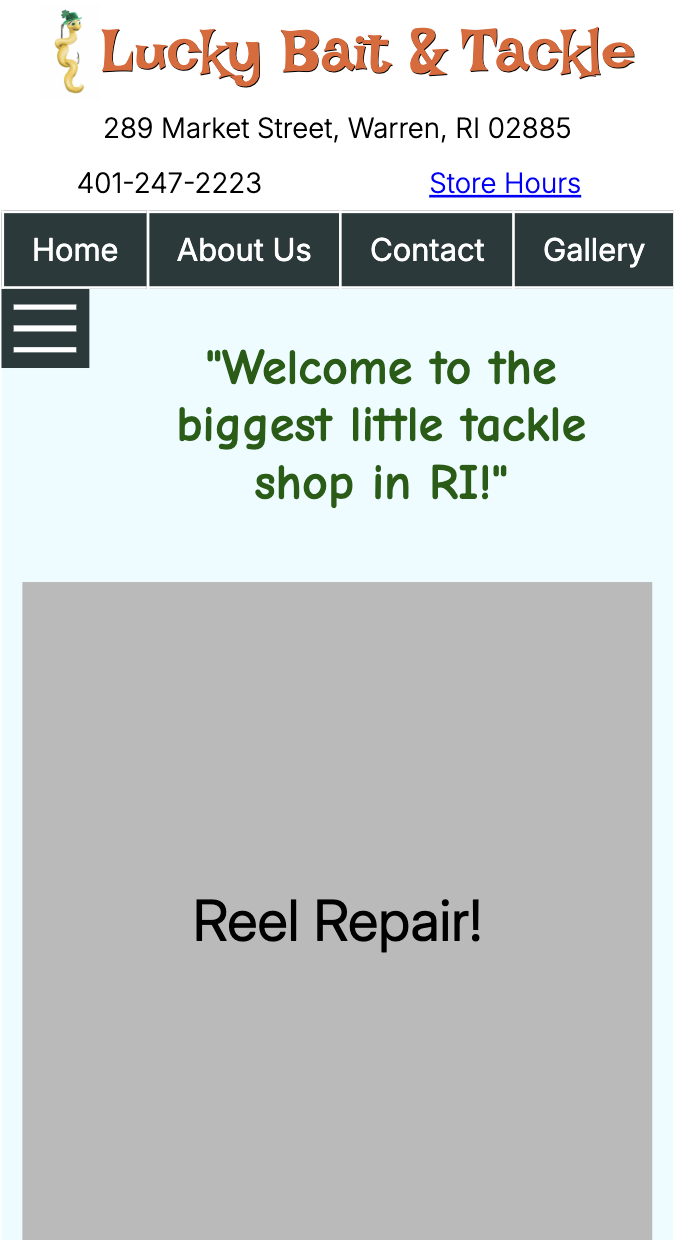 Lucky Bait & Tackle
289 Market Street, Warren, RI 02885
401-247-2223 Store Hours
Home About Us Contact Gallery
"Welcome to the
biggest little tackle
shop in RI!"
Reel Repair!